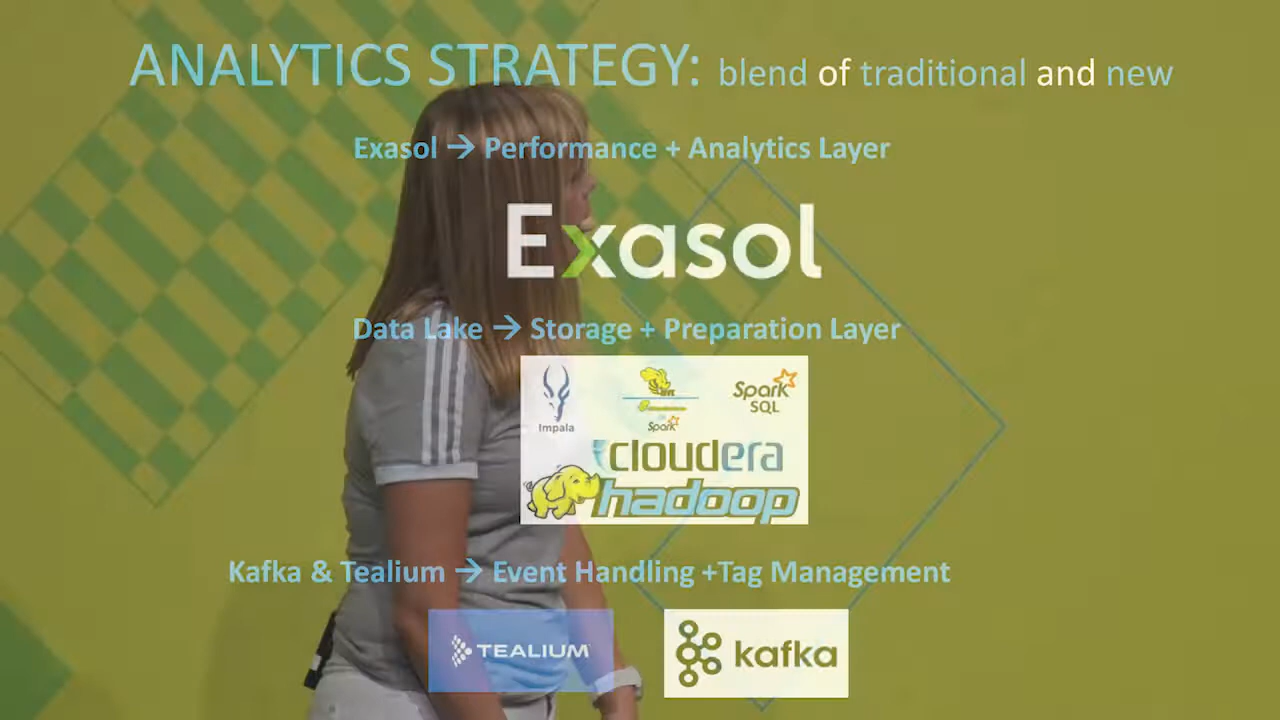 ANALYTICS STRATEGY: blend of traditional and new
Exasol → Performance + Analytics Layer
Exasol
Data Lake → Storage + Preparation Layer
Impala
Spark
Spark SQL
cloudera
hadoop
Kafka & Tealium → Event Handling +Tag Management
TEALIUM
kafka